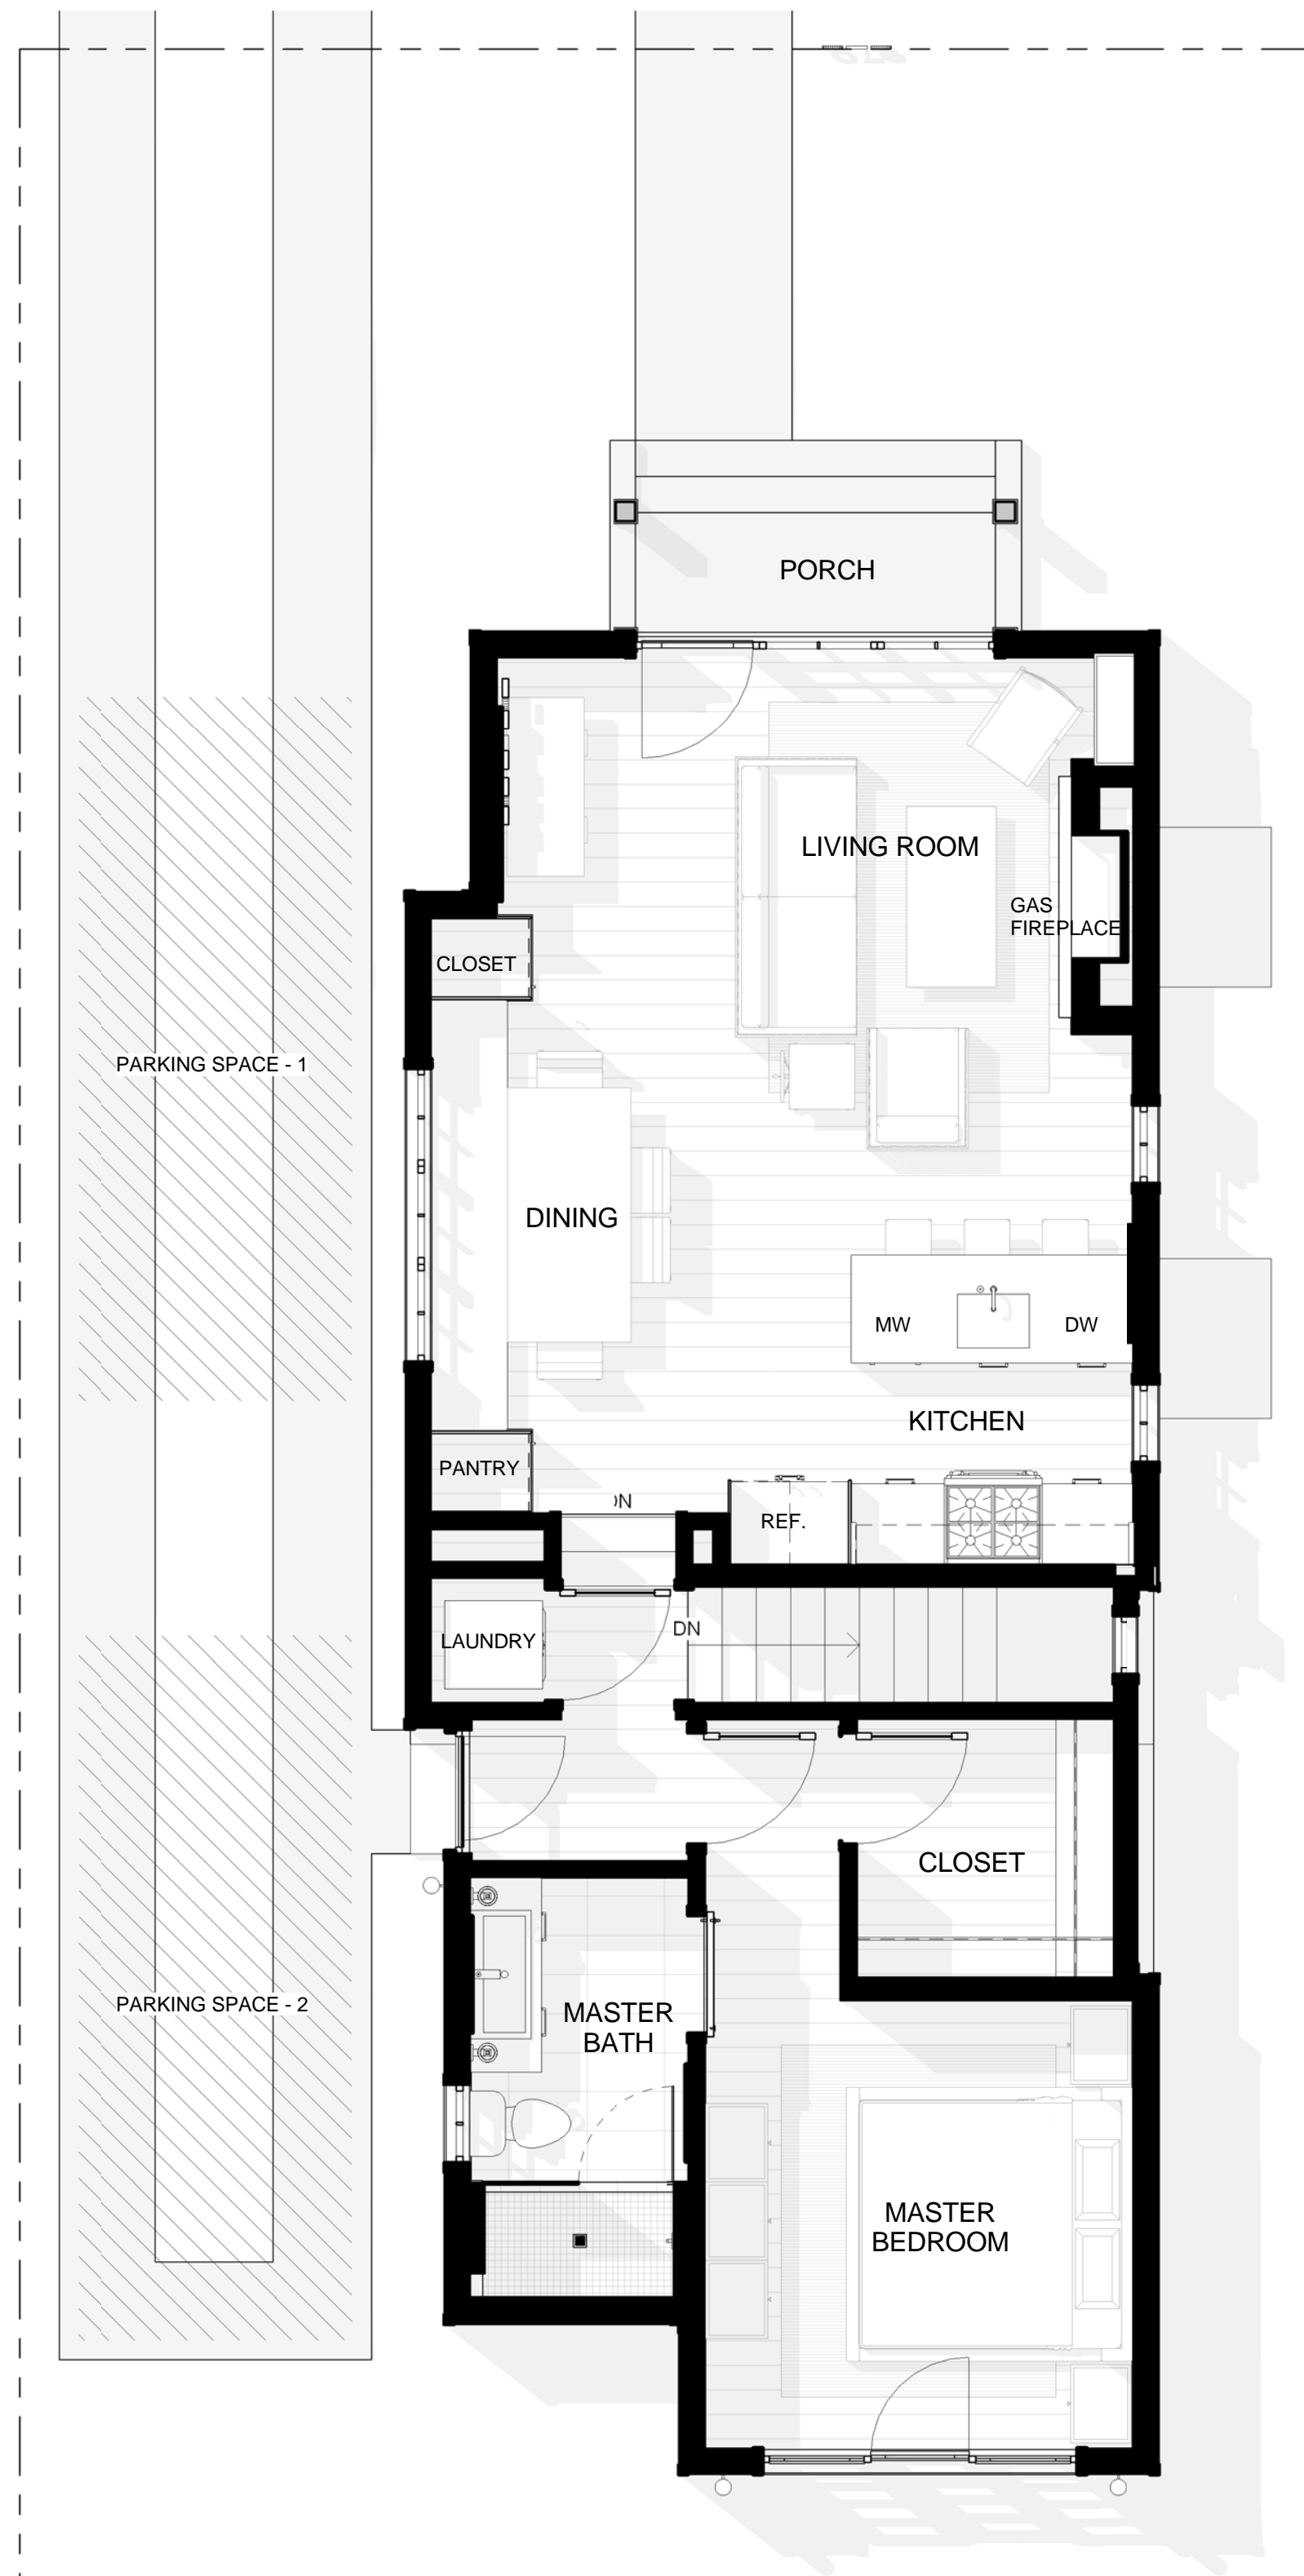 PORCH
LIVING ROOM
GAS
FIREPLACE
CLOSET
PARKING SPACE - 1
DINING
MW
DW
KITCHEN
PANTRY
REF.
DN
LAUNDRY
CLOSET
PARKING SPACE - 2
MASTER
BATH
MASTER
BEDROOM